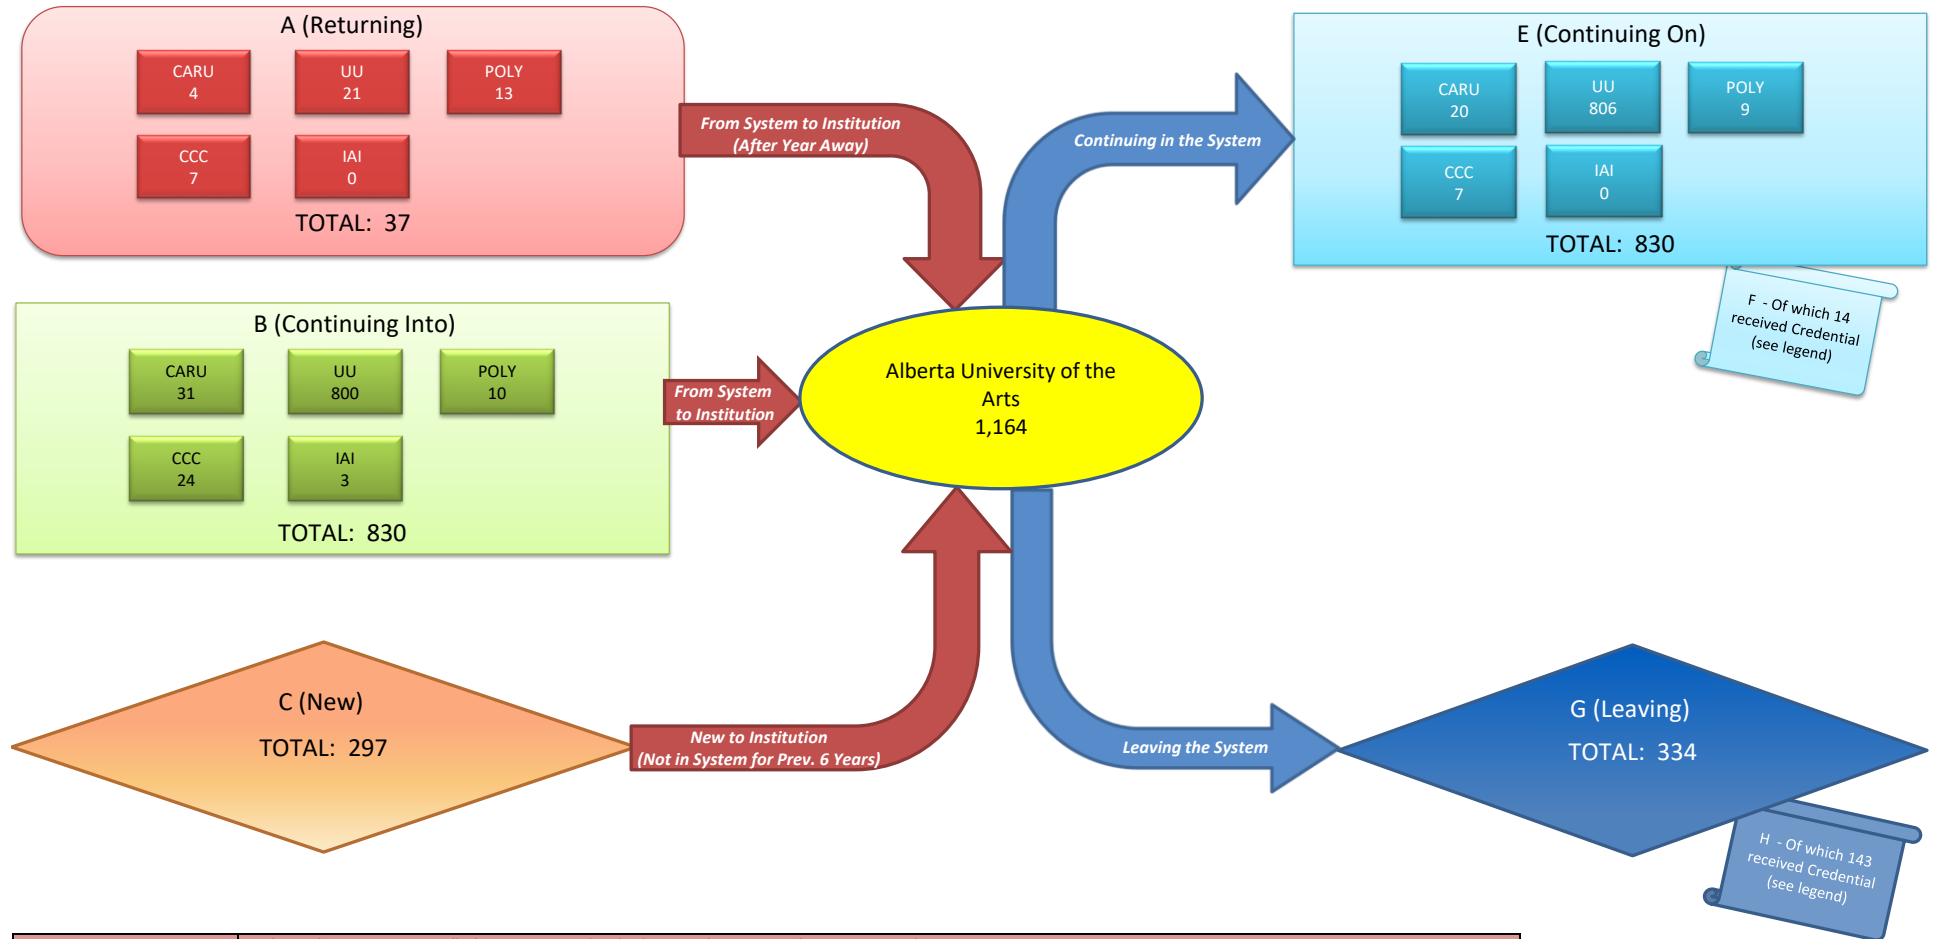 A (Returning)
CARU
4
UU
21
POLY
13
CCC
7
IAI
0
TOTAL: 37
From System to Institution
(After Year Away)
Continuing in the System
E (Continuing On)
CARU
20
UU
806
POLY
9
CCC
7
IAI
0
TOTAL: 830
F - Of which 14
received Credential
(see legend)
B (Continuing Into)
CARU
31
UU
800
POLY
10
CCC
24
IAI
3
TOTAL: 830
From System
to Institution
Alberta University of the
Arts
1,164
C (New)
TOTAL: 297
New to Institution
(Not in System for Prev. 6 Years)
Leaving the System
G (Leaving)
TOTAL: 334
H - Of which 143
received Credential
(see legend)